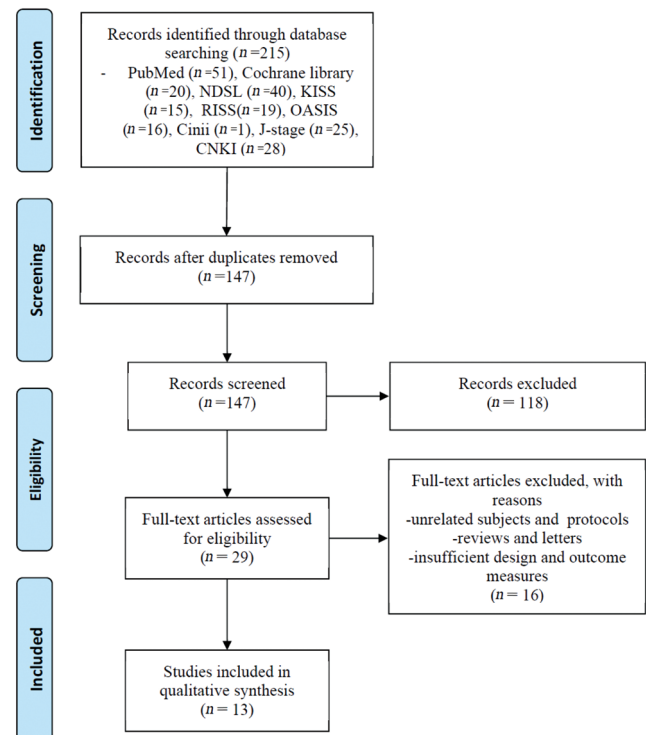 Identification
Records identified through database
searching (n=215)
- PubMed (n=51), Cochrane library
(n=20), NDSL (n=40), KISS
(n=15), RISS(n=19), OASIS
(n=16), Cinii (n=1), J-stage (n=25),
CNKI (n=28)
Screening
Records after duplicates removed
(n=147)
Records screened
(n=147)
Records excluded
(n= 118)
Eligibility
Full-text articles assessed
for eligibility
(n= 29)
Full-text articles excluded, with
reasons
-unrelated subjects and protocols
-reviews and letters
-insufficient design and outcome
measures
(n= 16)
Included
Studies included in
qualitative synthesis
(n= 13)